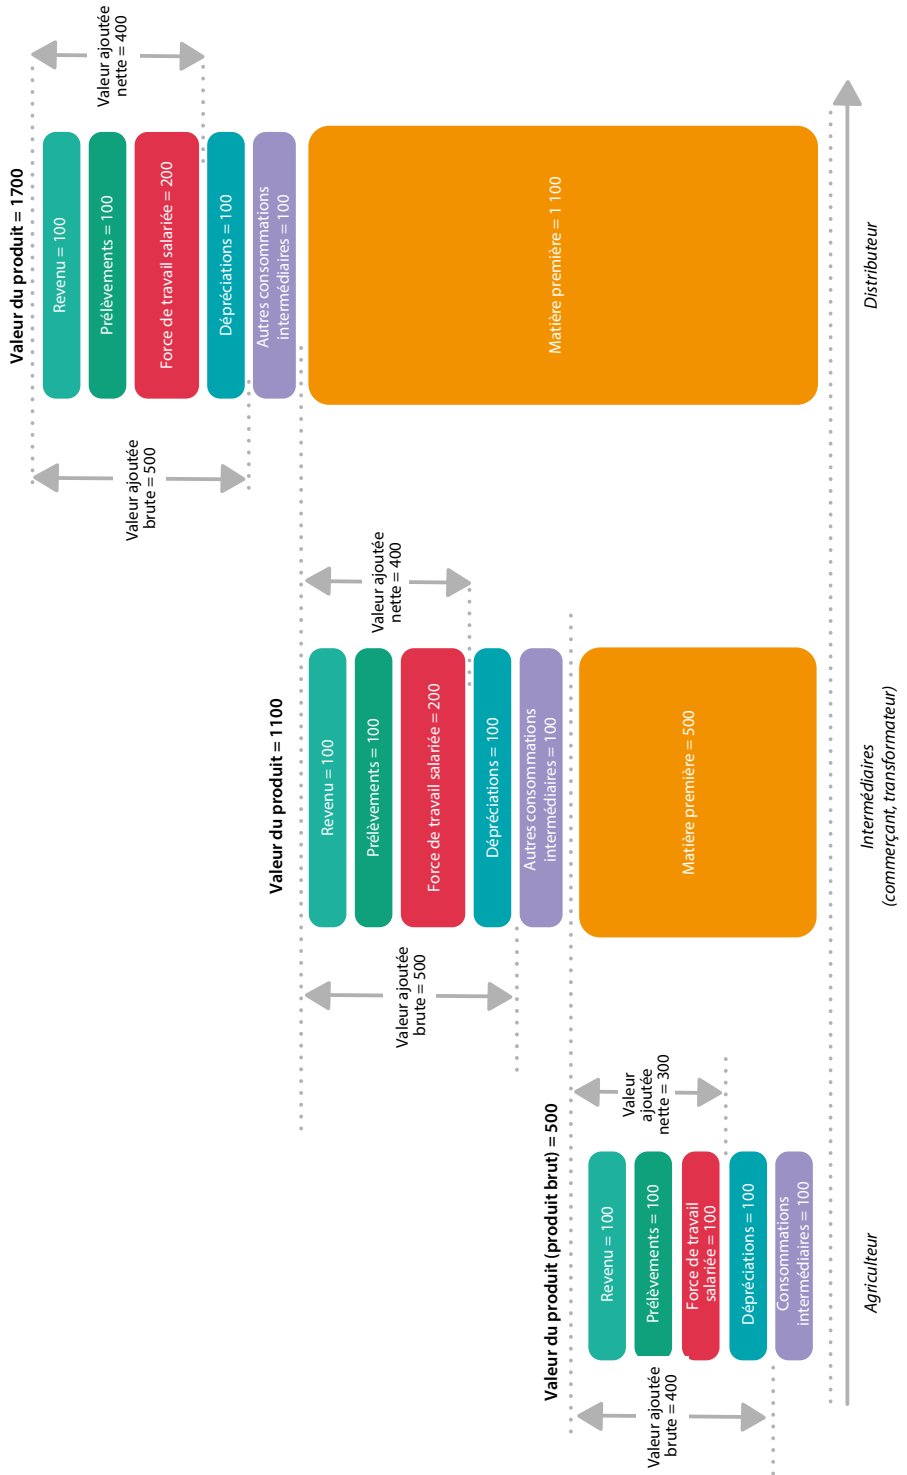 Valeur du produit (produit brut) = 500
Valeur ajoutée
brute = 400
Revenu = 100
Prélèvements = 100
Force de travail
salariée = 100
Dépréciations = 100
Consommations
intermédiaires = 100
Valeur
ajoutée
nette = 300
Agriculteur
Valeur du produit = 1100
Valeur ajoutée
brute = 500
Revenu = 100
Prélèvements = 100
Force de travail salariée = 200
Dépréciations = 100
Autres consommations
intermédiaires = 100
Matière première = 500
Valeur ajoutée
nette = 400
Intermédiaires
(commerçant, transformateur)
Valeur du produit = 1700
Valeur ajoutée
brute = 500
Revenu = 100
Prélèvements = 100
Force de travail salariée = 200
Dépréciations = 100
Autres consommations
intermédiaires = 100
Matière première = 1 100
Valeur ajoutée
nette = 400
Distributeur